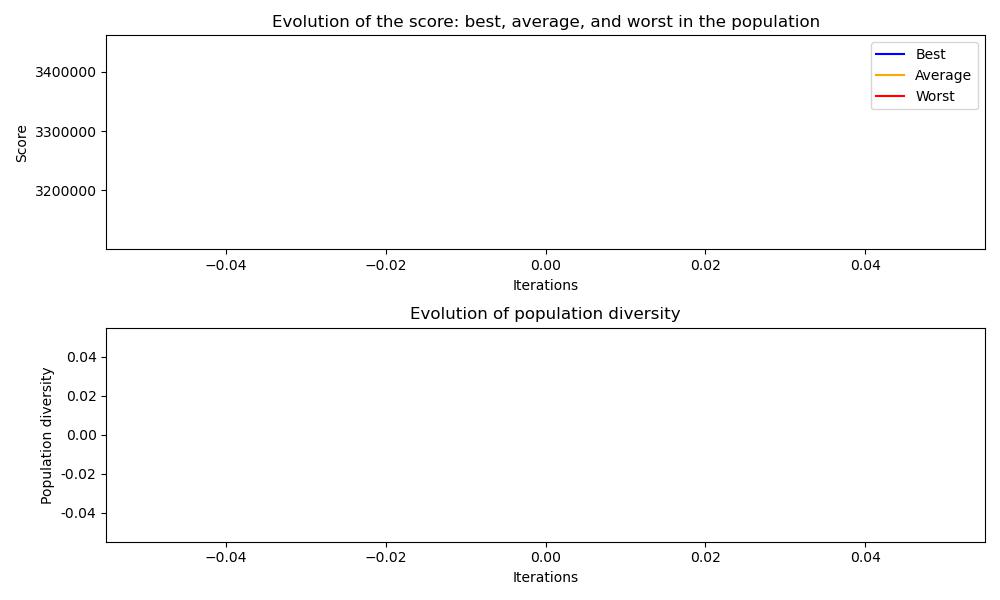 Evolution of the score: best, average, and worst in the population
Best
Average
Worst
3400000
3300000
3200000
Score
−0.04 −0.02 0.00 0.02 0.04
Iterations
Evolution of population diversity
0.04
0.02
0.00
-0.02
-0.04
Population diversity
−0.04 −0.02 0.00 0.02 0.04
Iterations